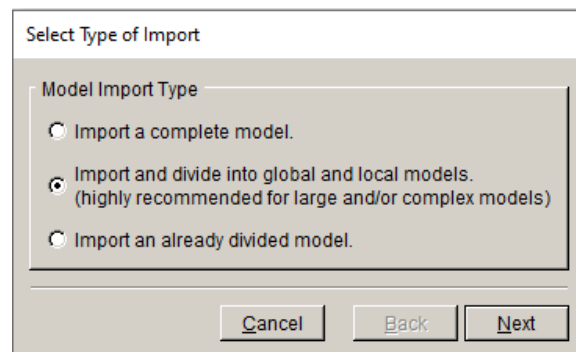 Select Type of Import
Model Import Type
Import a complete model.
Import and divide into global and local models.
(highly recommended for large and/or complex models)
Import an already divided model.
Cancel Back Next